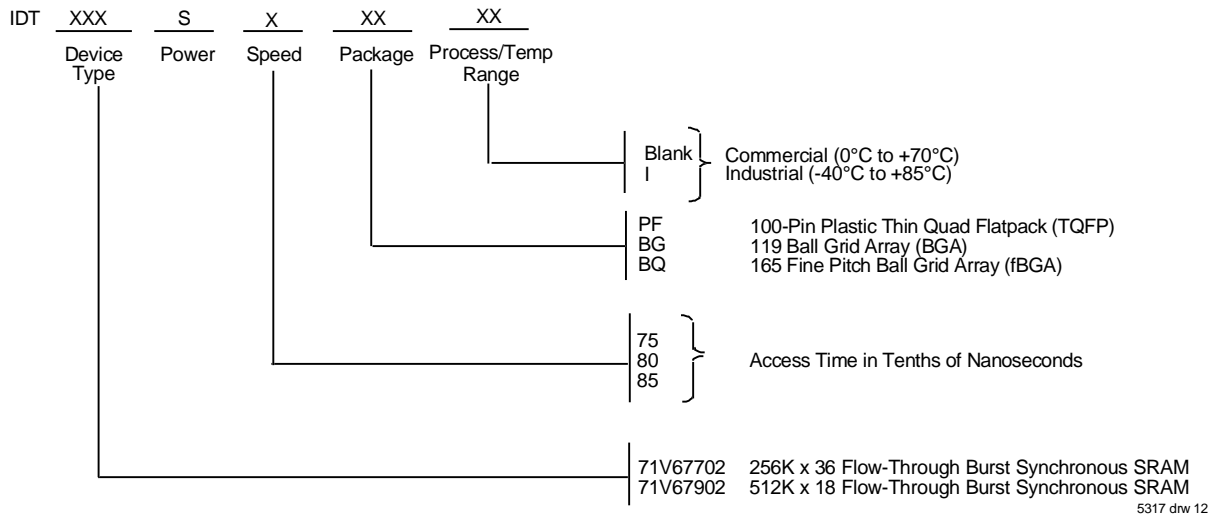 IDT XXX S X XX XX
Device Type Power Speed Package Process/Temp Range
Blank Commercial (0°C to +70°C)
I Industrial (-40°C to +85°C)
PF 100-Pin Plastic Thin Quad Flatpack (TQFP)
BG 119 Ball Grid Array (BGA)
BQ 165 Fine Pitch Ball Grid Array (fBGA)
75
80 Access Time in Tenths of Nanoseconds
85
71V67702 256K x 36 Flow-Through Burst Synchronous SRAM
71V67902 512K x 18 Flow-Through Burst Synchronous SRAM
5317 drw 12